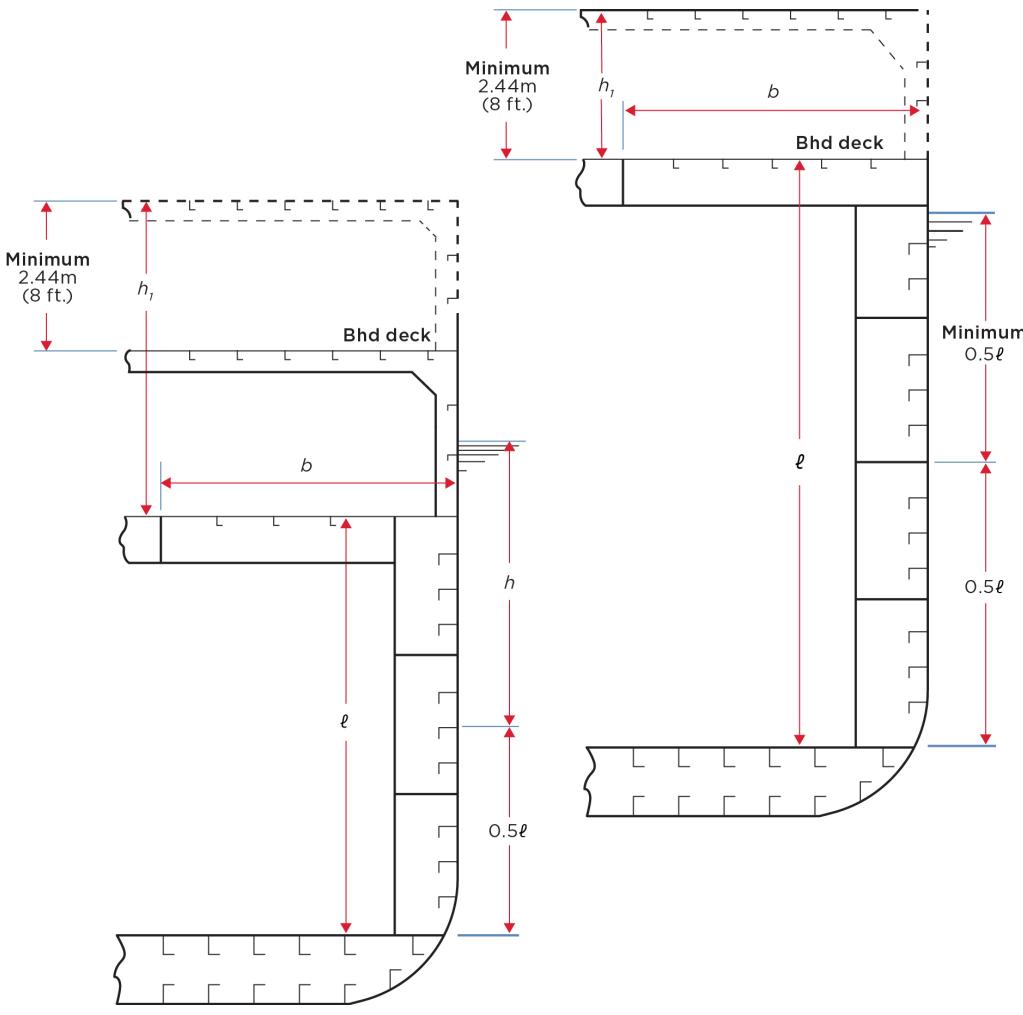 Minimum
2.44m
(8 ft.)
h₁
b
Bhd deck
ℓ
Minimum
0.5ℓ
0.5ℓ
Minimum
2.44m
(8 ft.)
h₁
Bhd deck
b
h
ℓ
0.5ℓ